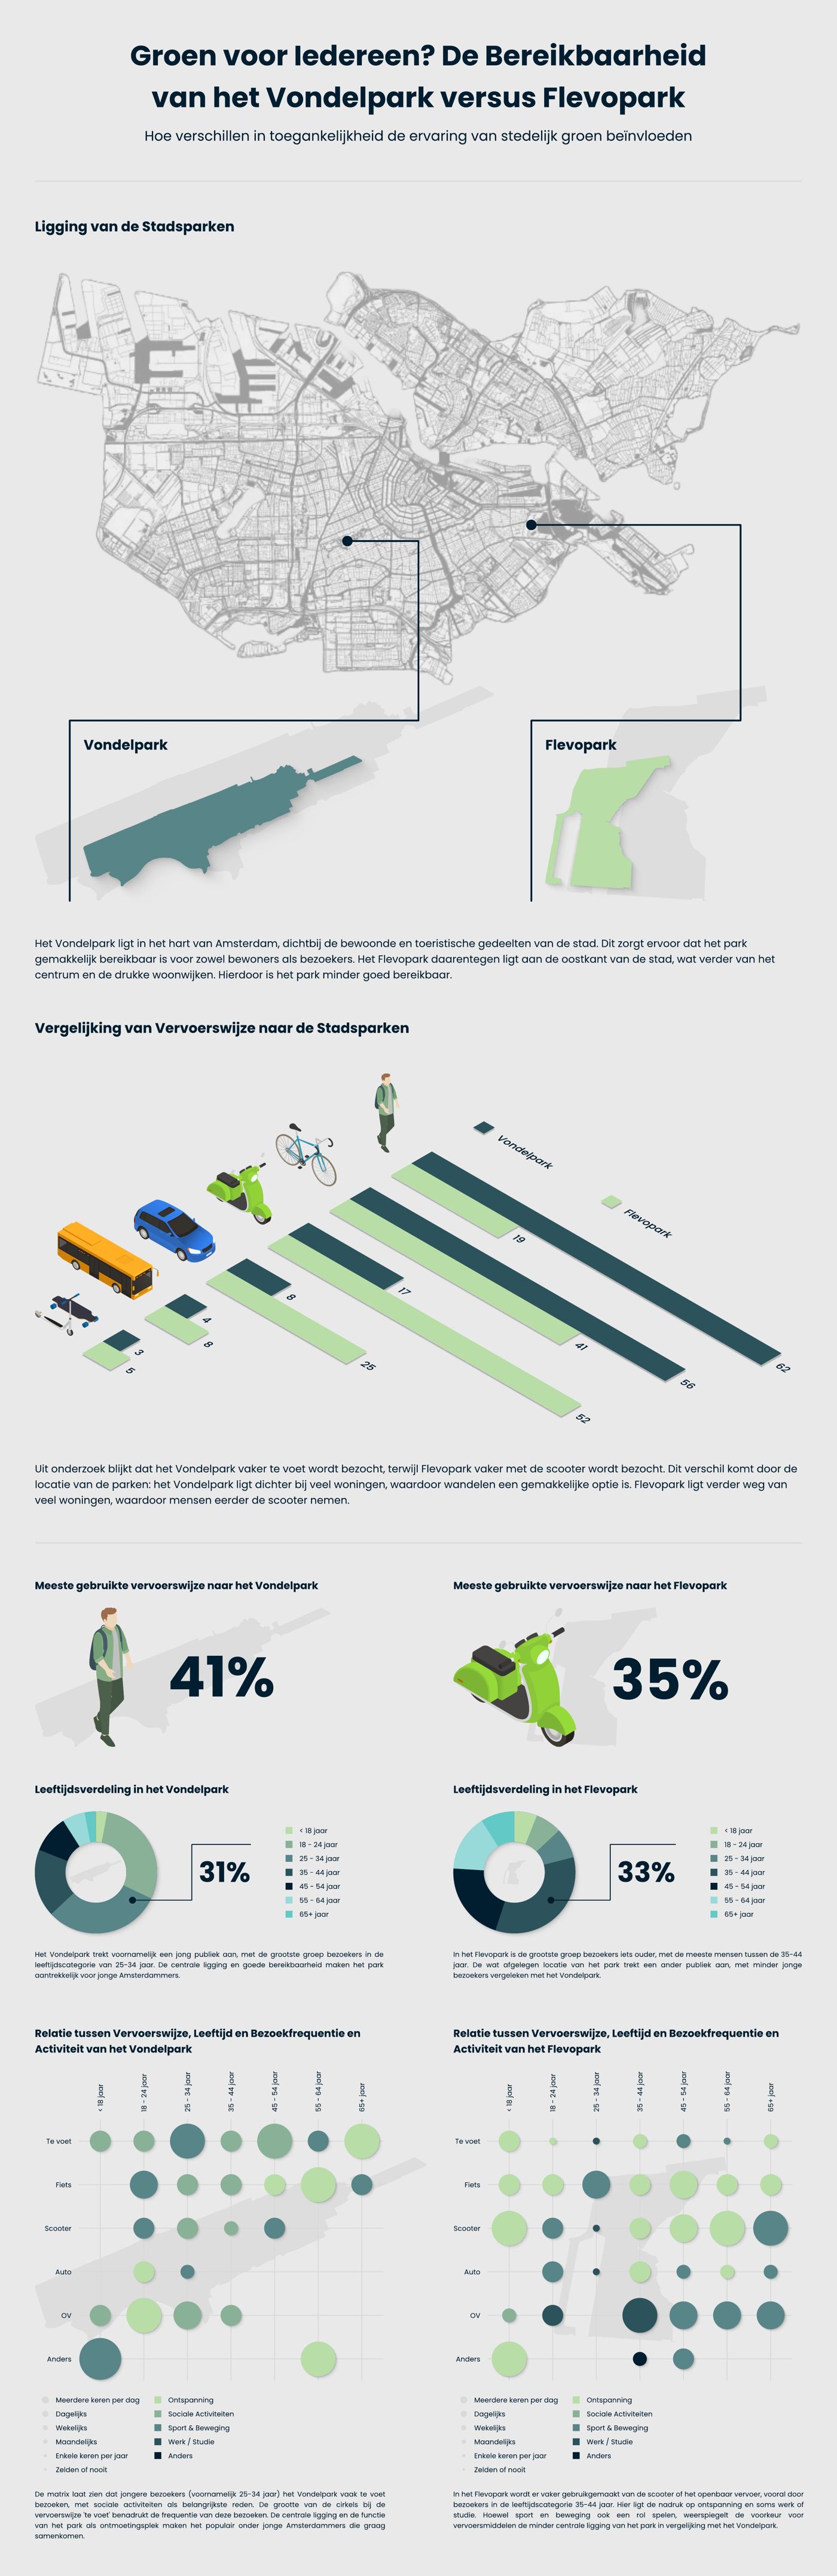 Groen voor Iedereen? De Bereikbaarheid
van het Vondelpark versus Flevopark
Hoe verschillen in toegankelijkheid de ervaring van stedelijk groen beïnvloeden
Ligging van de Stadsparken
Vondelpark
Flevopark
Het Vondelpark ligt in het hart van Amsterdam, dichtbij de bewoonde en toeristische gedeelten van de stad. Dit zorgt ervoor dat het park
gemakkelijk bereikbaar is voor zowel bewoners als bezoekers. Het Flevopark daarentegen ligt aan de oostkant van de stad, wat verder van het
centrum en de drukke woonwijken. Hierdoor is het park minder goed bereikbaar.
Vergelijking van Vervoerswijze naar de Stadsparken
Vondelpark
Flevopark
19
62
41
56
17
52
8
25
4
8
3
5
Uit onderzoek blijkt dat het Vondelpark vaker te voet wordt bezocht, terwijl Flevopark vaker met de scooter wordt bezocht. Dit verschil komt door de
locatie van de parken: het Vondelpark ligt dichter bij veel woningen, waardoor wandelen een gemakkelijke optie is. Flevopark ligt verder weg van
veel woningen, waardoor mensen eerder de scooter nemen.
Meeste gebruikte vervoerswijze naar het Vondelpark
41%
Meeste gebruikte vervoerswijze naar het Flevopark
35%
Leeftijdsverdeling in het Vondelpark
31%
< 18 jaar
18 - 24 jaar
25 - 34 jaar
35 - 44 jaar
45 - 54 jaar
55 - 64 jaar
65+ jaar
Het Vondelpark trekt voornamelijk een jong publiek aan, met de grootste groep bezoekers in de
leeftijdscategorie van 25-34 jaar. De centrale ligging en goede bereikbaarheid maken het park
aantrekkelijk voor jonge Amsterdammers.
Leeftijdsverdeling in het Flevopark
33%
< 18 jaar
18 - 24 jaar
25 - 34 jaar
35 - 44 jaar
45 - 54 jaar
55 - 64 jaar
65+ jaar
In het Flevopark is de grootste groep bezoekers iets ouder, met de meeste mensen tussen de 35-44
jaar. De wat afgelegen locatie van het park trekt een ander publiek aan, met minder jonge
bezoekers vergeleken met het Vondelpark.
Relatie tussen Vervoerswijze, Leeftijd en Bezoekfrequentie en
Activiteit van het Vondelpark
< 18 jaar
18 - 24 jaar
25 - 34 jaar
35 - 44 jaar
45 - 54 jaar
55 - 64 jaar
65+ jaar
Te voet
Fiets
Scooter
Auto
OV
Anders
Meerdere keren per dag
Dagelijks
Wekelijks
Maandelijks
Enkele keren per jaar
Zelden of nooit
Ontspanning
Sociale Activiteiten
Sport & Beweging
Werk / Studie
Anders
De matrix laat zien dat jongere bezoekers (voornamelijk 25-34 jaar) het Vondelpark vaak te voet
bezoeken, met sociale activiteiten als belangrijkste reden. De grootte van de cirkels bij de
vervoerswijze 'te voet' benadrukt de frequentie van deze bezoeken. De centrale ligging en de functie
van het park als ontmoetingsplek maken het populair onder jonge Amsterdammers die graag
samenkomen.
Relatie tussen Vervoerswijze, Leeftijd en Bezoekfrequentie en
Activiteit van het Flevopark
< 18 jaar
18 - 24 jaar
25 - 34 jaar
35 - 44 jaar
45 - 54 jaar
55 - 64 jaar
65+ jaar
Te voet
Fiets
Scooter
Auto
OV
Anders
Meerdere keren per dag
Dagelijks
Wekelijks
Maandelijks
Enkele keren per jaar
Zelden of nooit
Ontspanning
Sociale Activiteiten
Sport & Beweging
Werk / Studie
Anders
In het Flevopark wordt er vaker gebruikgemaakt van de scooter of het openbaar vervoer, vooral door
bezoekers in de leeftijdscategorie 35-44 jaar. Hier ligt de nadruk op ontspanning en soms werk of
studie. Hoewel sport en beweging ook een rol spelen, weerspiegelt de voorkeur voor
vervoersmiddelen de minder centrale ligging van het park in vergelijking met het Vondelpark.